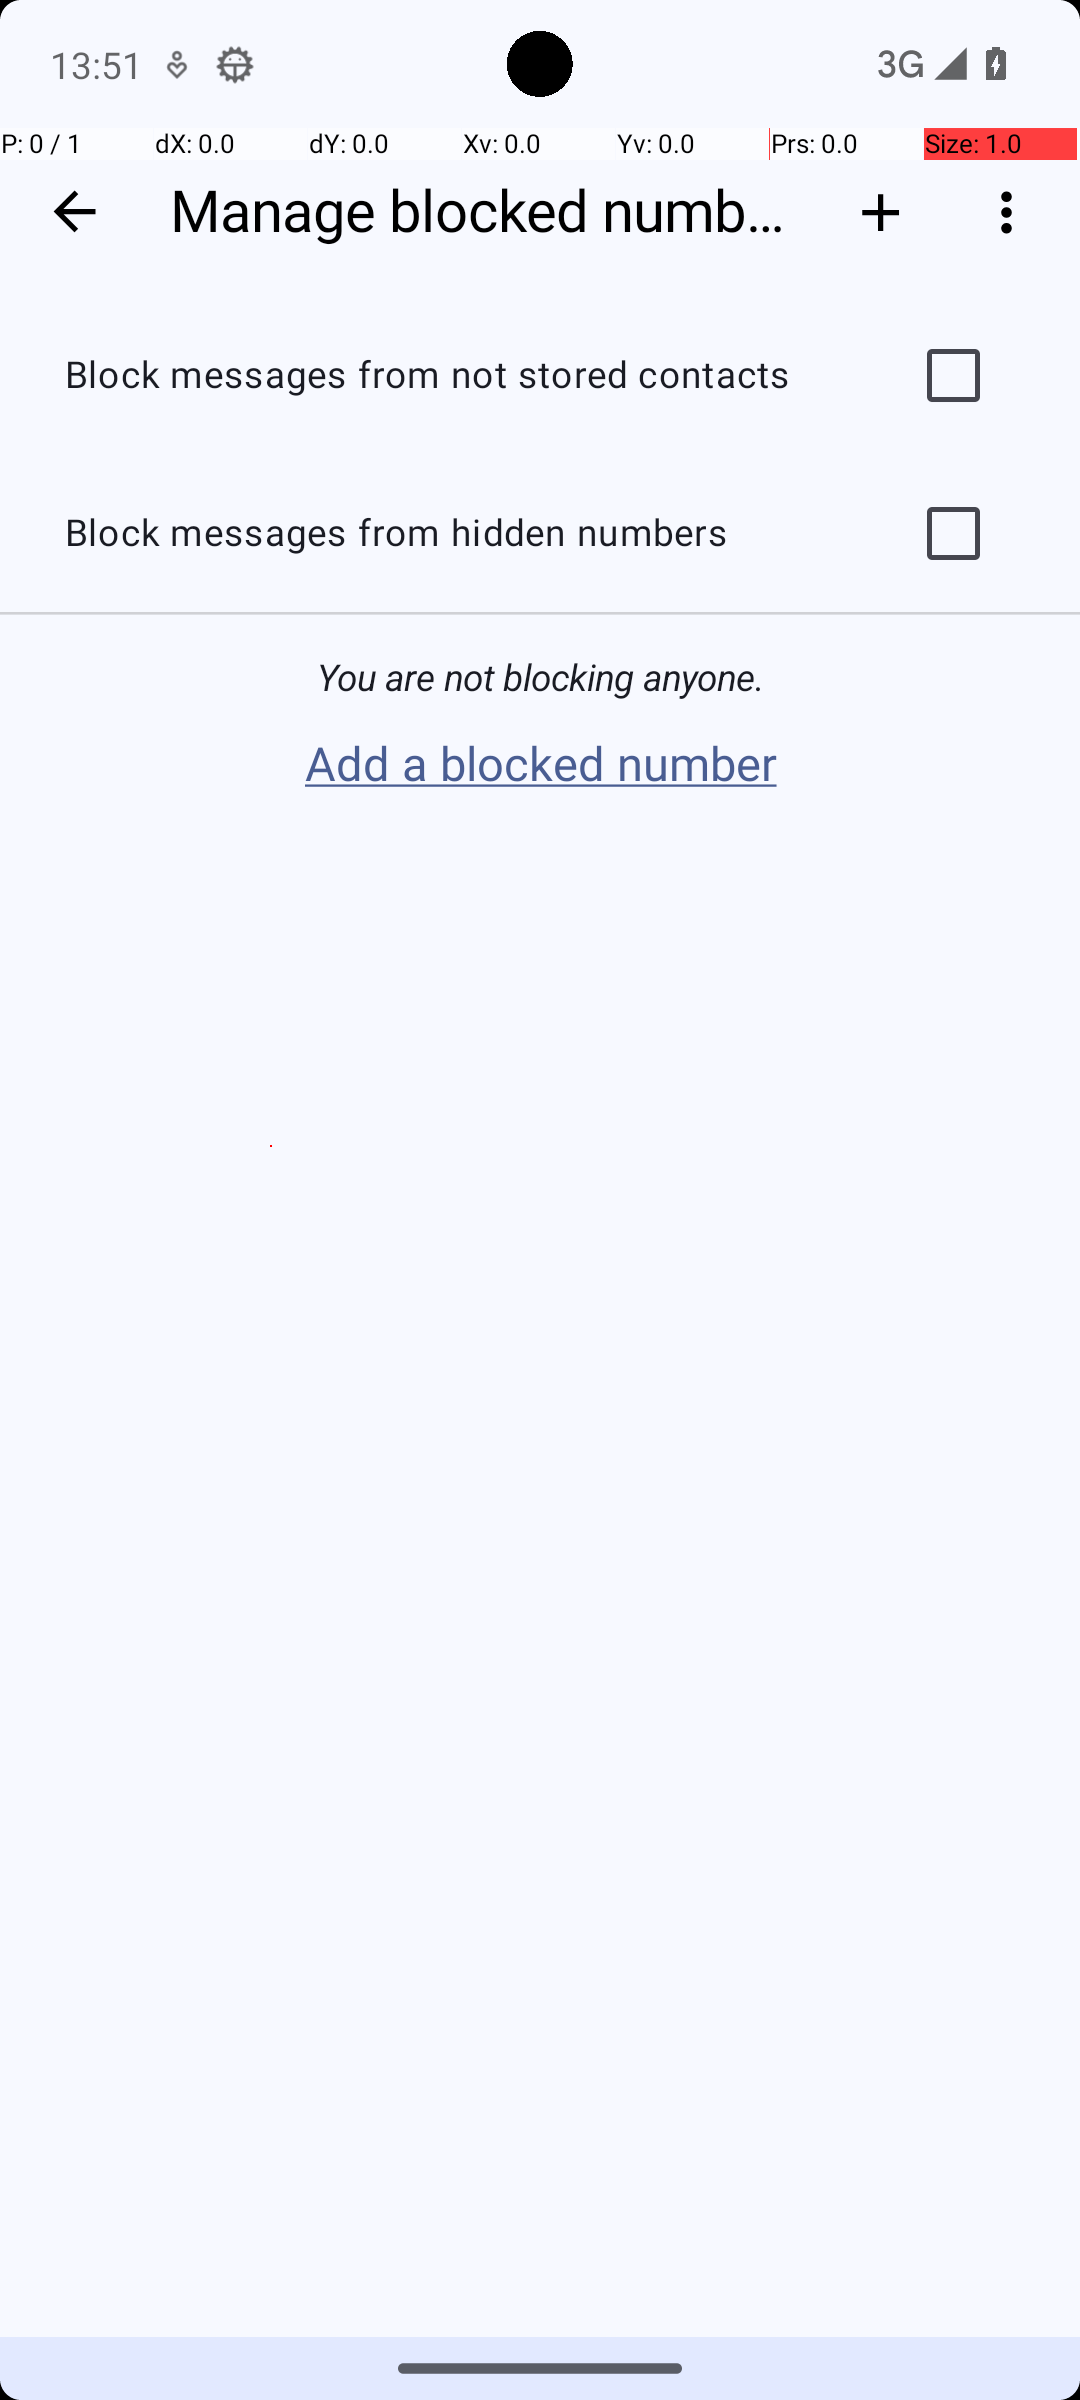 13:51
3G
P: 0 / 1 dX: 0.0 dY: 0.0 Xv: 0.0 Yv: 0.0 Prs: 0.0 Size: 1.0
Manage blocked numb...
Block messages from not stored contacts
Block messages from hidden numbers
You are not blocking anyone.
Add a blocked number